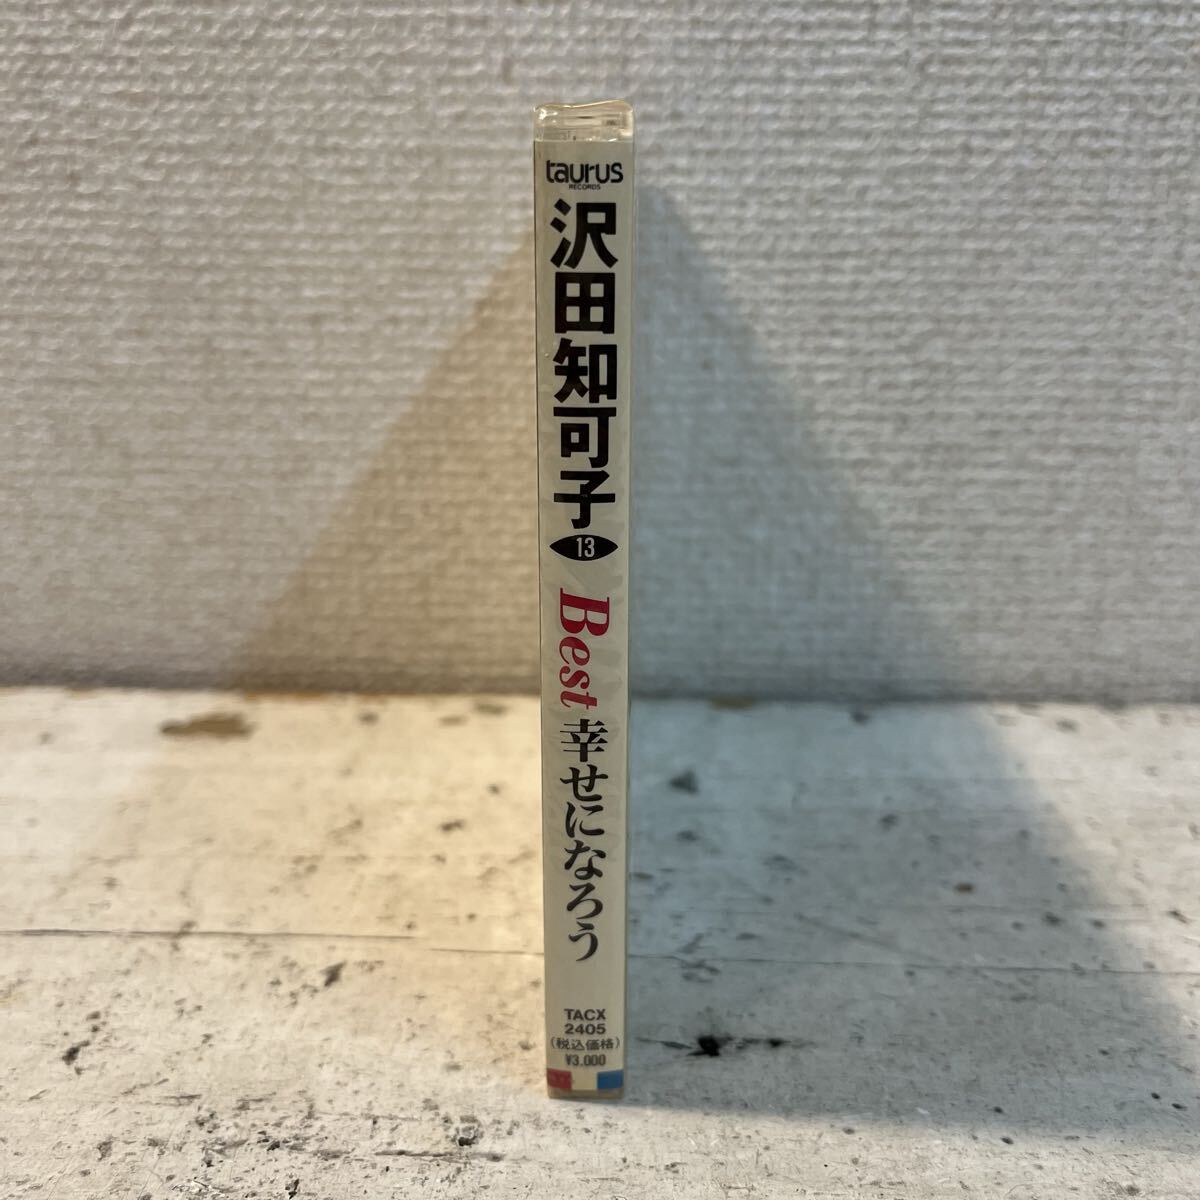 taurus
RECORDS
沢田知可子
13
Best 幸せになろう
TACX
2405
(税込価格)
¥3,000